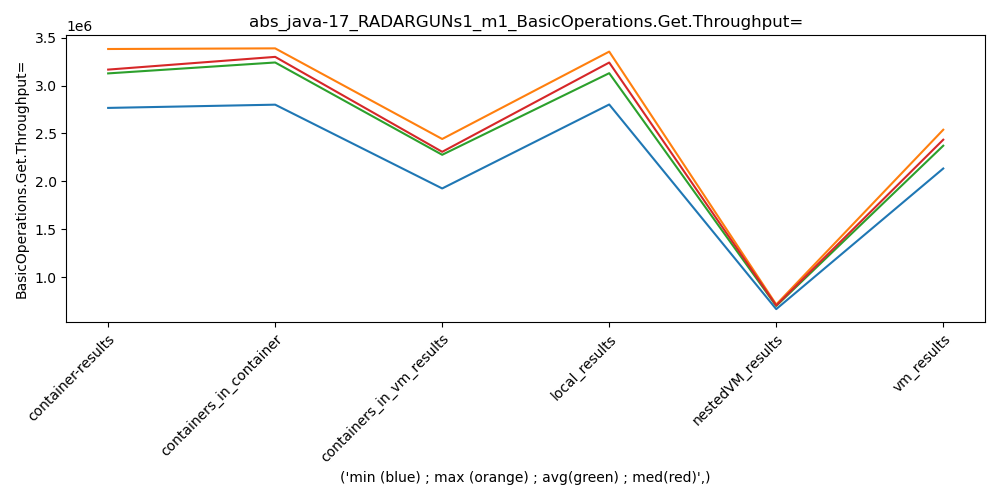 abs_java-17_RADARGUNs1_m1_BasicOperations.Get.Throughput=
1e6
3.5
3.0
2.5
2.0
1.5
1.0
BasicOperations.Get.Throughput=
container-results
containers_in_container
containers_in_vm_results
local_results
nestedVM_results
vm_results
('min (blue) ; max (orange) ; avg(green) ; med(red)',)